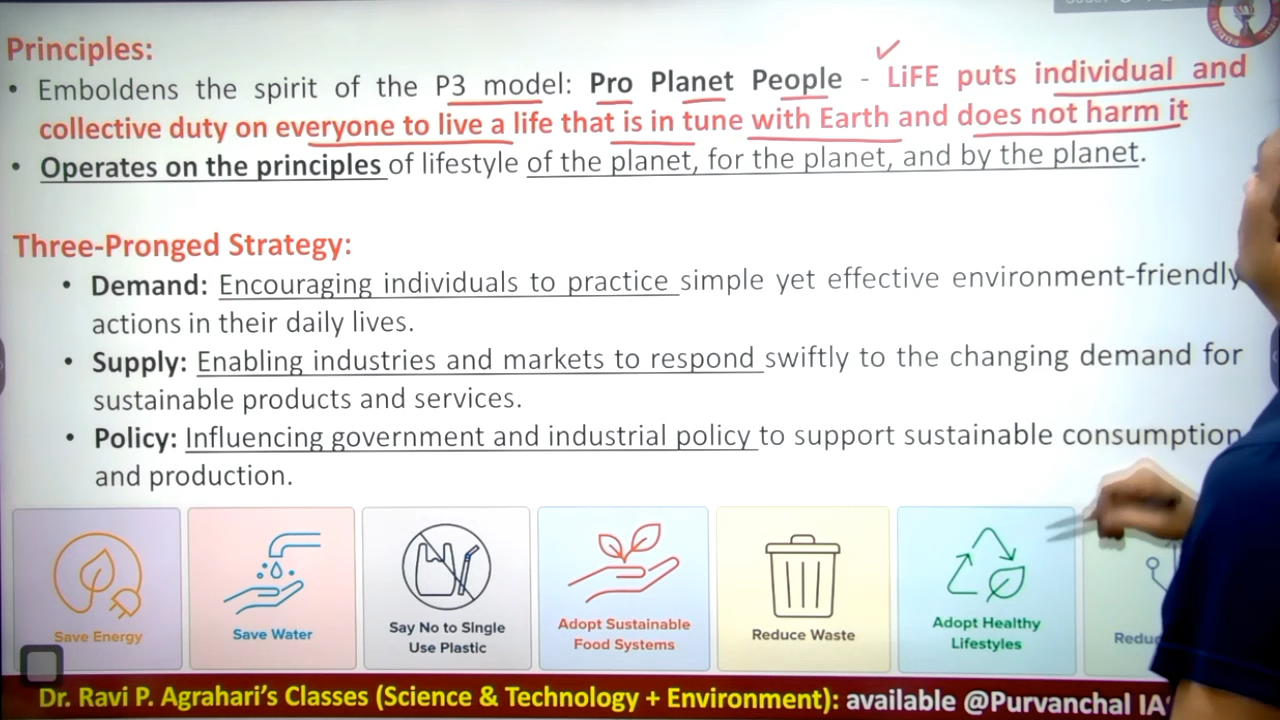 Principles:
• Emboldens the spirit of the P3 model: Pro Planet People - LiFE puts individual and
collective duty on everyone to live a life that is in tune with Earth and does not harm it
• Operates on the principles of lifestyle of the planet, for the planet, and by the planet.
Three-Pronged Strategy:
• Demand: Encouraging individuals to practice simple yet effective environment-friendly
actions in their daily lives.
• Supply: Enabling industries and markets to respond swiftly to the changing demand for
sustainable products and services.
• Policy: Influencing government and industrial policy to support sustainable consumption
and production.
Save Energy
Save Water
Say No to Single
Use Plastic
Adopt Sustainable
Food Systems
Reduce Waste
Adopt Healthy
Lifestyles
Dr. Ravi P. Agrahari's Classes (Science & Technology + Environment): available @Purvanchal